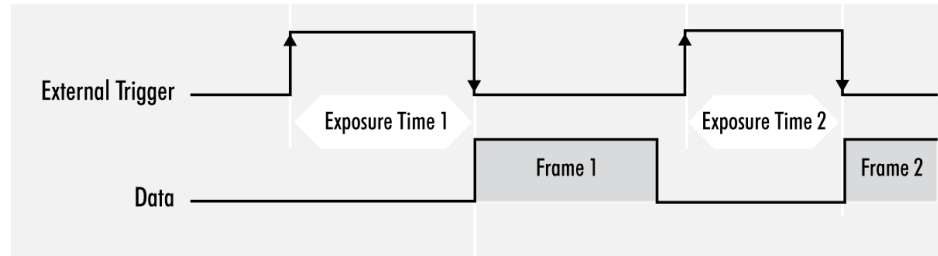 External Trigger
Exposure Time 1
Exposure Time 2
Frame 1
Frame 2
Data